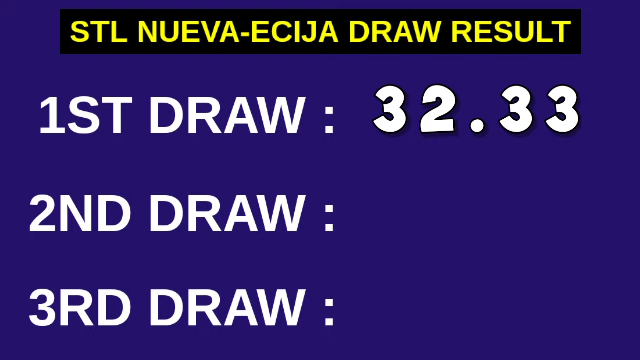 STL NUEVA-ECIJA DRAW RESULT
1ST DRAW : 32.33
2ND DRAW :
3RD DRAW :